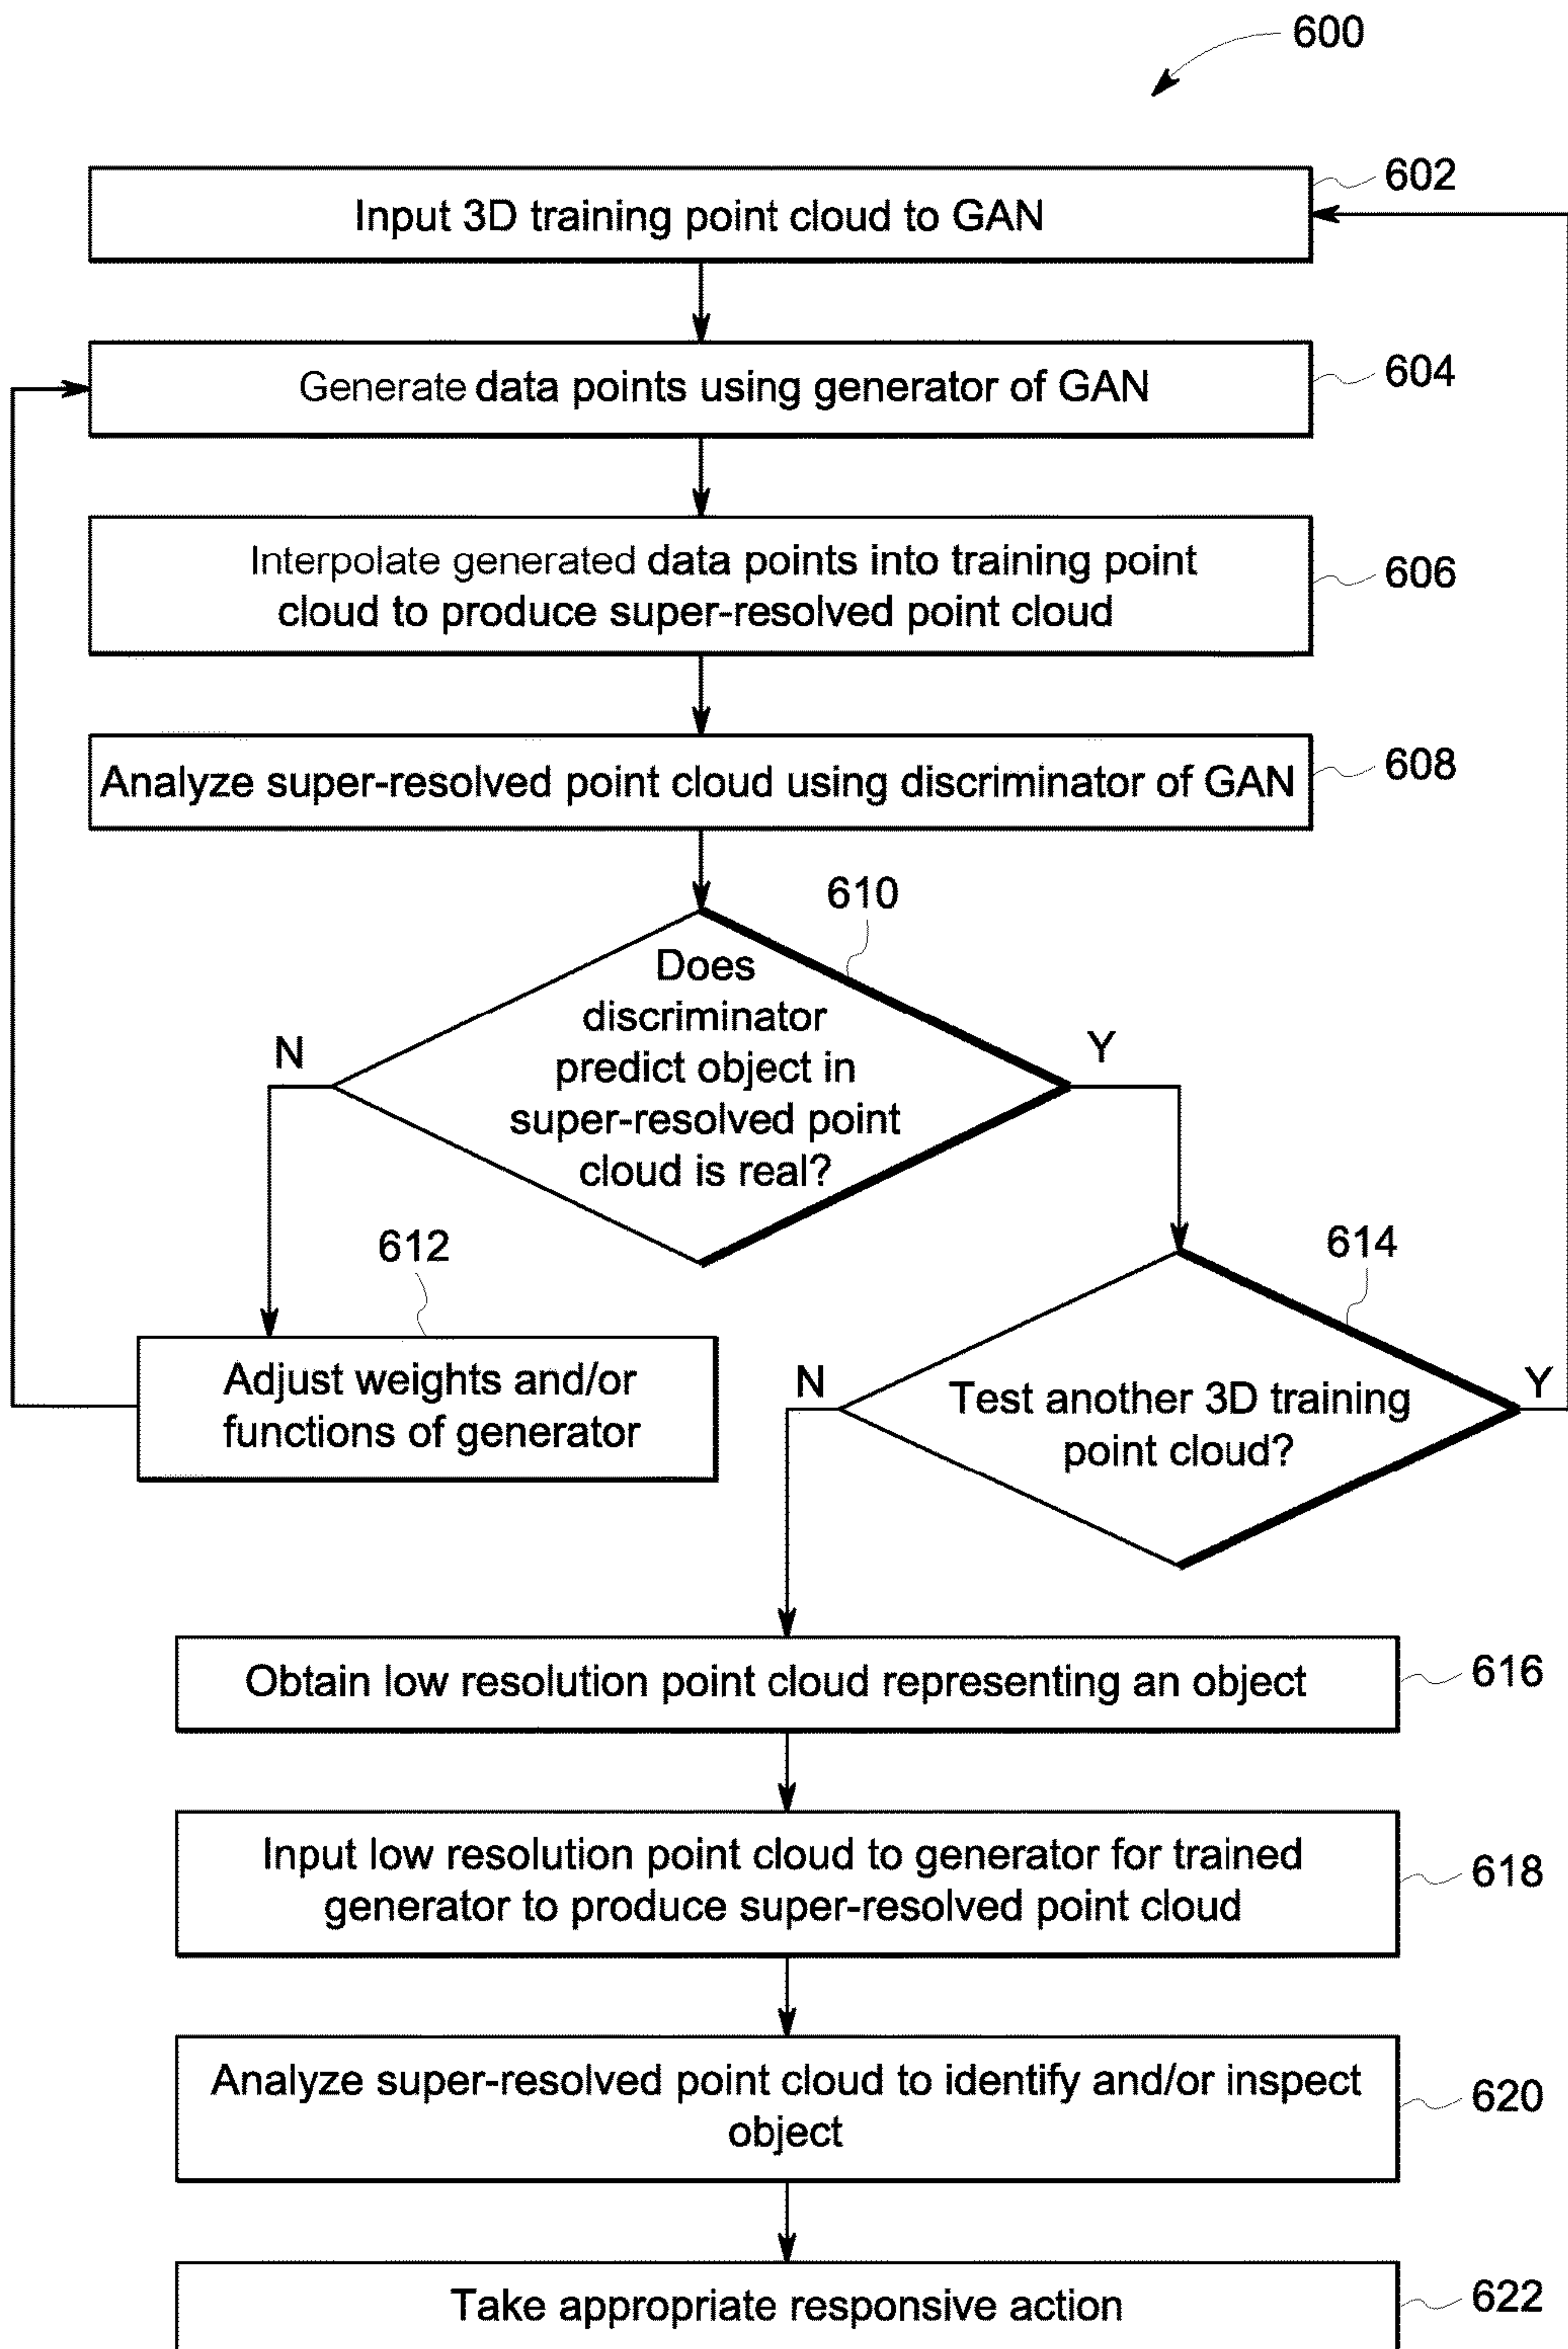 600
602
Input 3D training point cloud to GAN
604
Generate data points using generator of GAN
606
Interpolate generated data points into training point
cloud to produce super-resolved point cloud
608
Analyze super-resolved point cloud using discriminator of GAN
610
Does
discriminator
predict object in
super-resolved point
cloud is real?
N
Y
612
Adjust weights and/or
functions of generator
614
Test another 3D training
point cloud?
N
Y
616
Obtain low resolution point cloud representing an object
618
Input low resolution point cloud to generator for trained
generator to produce super-resolved point cloud
620
Analyze super-resolved point cloud to identify and/or inspect
object
622
Take appropriate responsive action